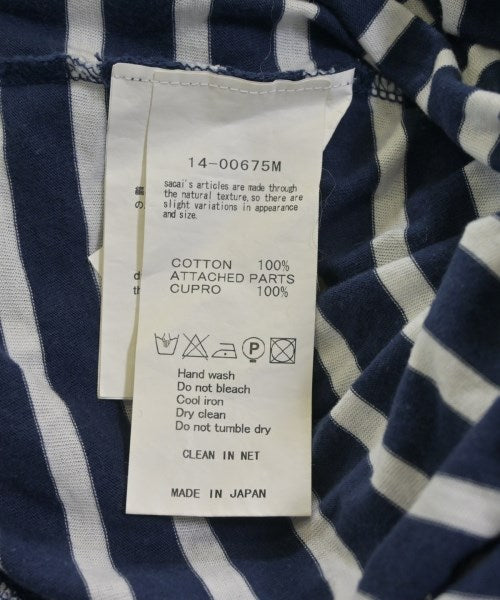 14-00675M
sacai's articles are made through
the natural texture, so there are
slight variations in appearance
and size.
COTTON 100%
ATTACHED PARTS
CUPRO 100%
P
Hand wash
Do not bleach
Cool iron
Dry clean
Do not tumble dry
CLEAN IN NET
MADE IN JAPAN